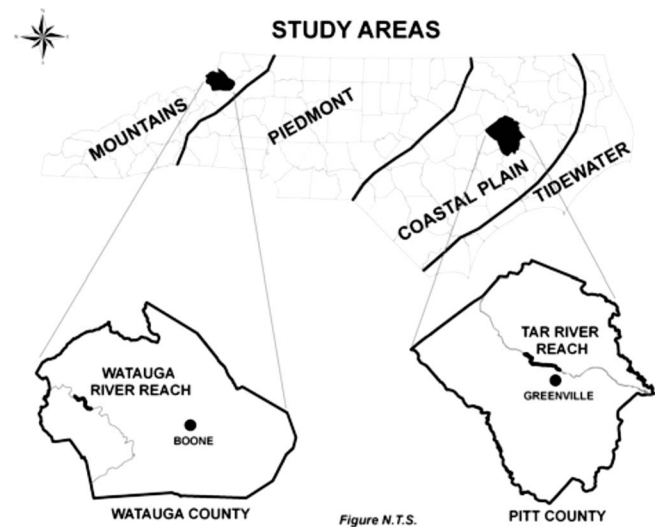 STUDY AREAS
MOUNTAINS
PIEDMONT
COASTAL PLAIN
TIDEWATER
WATAUGA
RIVER REACH
BOONE
WATAUGA COUNTY
TAR RIVER
REACH
GREENVILLE
PITT COUNTY
Figure N.T.S.